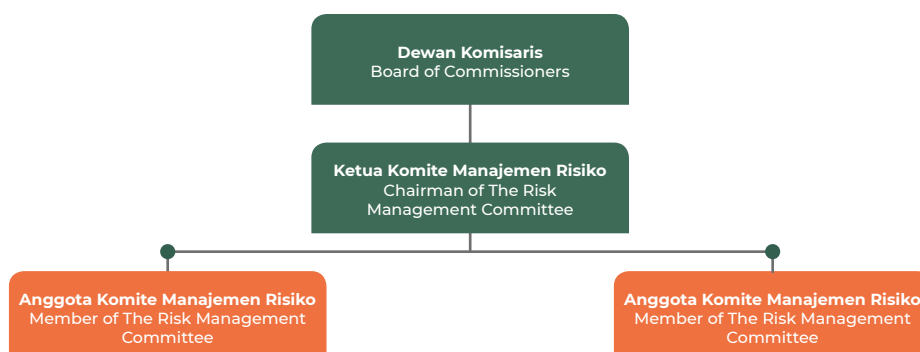 Dewan Komisaris
Board of Commissioners
Ketua Komite Manajemen Risiko
Chairman of The Risk
Management Committee
Anggota Komite Manajemen Risiko
Member of The Risk Management
Committee
Anggota Komite Manajemen Risiko
Member of The Risk Management
Committee